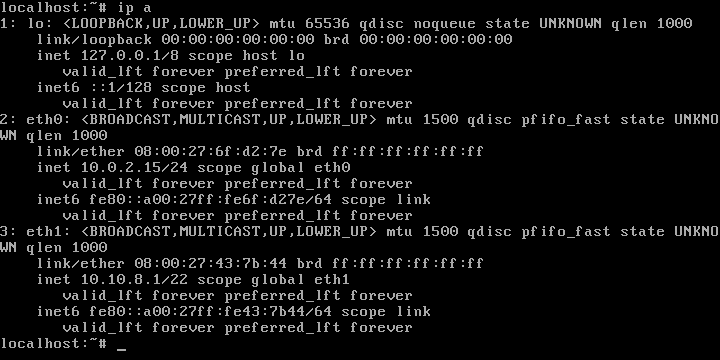 localhost:~# ip a
1: lo: <LOOPBACK,UP,LOWER_UP> mtu 65536 qdisc noqueue state UNKNOWN qlen 1000
    link/loopback 00:00:00:00:00:00 brd 00:00:00:00:00:00
    inet 127.0.0.1/8 scope host lo
       valid_lft forever preferred_lft forever
    inet6 ::1/128 scope host
       valid_lft forever preferred_lft forever
2: eth0: <BROADCAST,MULTICAST,UP,LOWER_UP> mtu 1500 qdisc pfifo_fast state UNKNO
WN qlen 1000
    link/ether 08:00:27:6f:d2:7e brd ff:ff:ff:ff:ff:ff
    inet 10.0.2.15/24 scope global eth0
       valid_lft forever preferred_lft forever
    inet6 fe80::a00:27ff:fe6f:d27e/64 scope link
       valid_lft forever preferred_lft forever
3: eth1: <BROADCAST,MULTICAST,UP,LOWER_UP> mtu 1500 qdisc pfifo_fast state UNKNO
WN qlen 1000
    link/ether 08:00:27:43:7b:44 brd ff:ff:ff:ff:ff:ff
    inet 10.10.8.1/22 scope global eth1
       valid_lft forever preferred_lft forever
    inet6 fe80::a00:27ff:fe43:7b44/64 scope link
       valid_lft forever preferred_lft forever
localhost:~# _